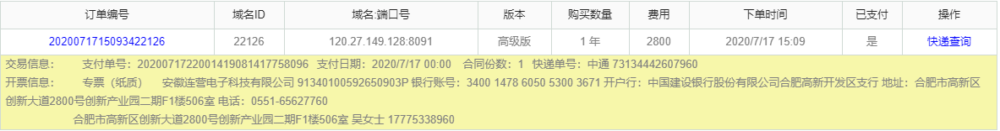 订单编号 域名ID 域名:端口号 版本 购买数量 费用 下单时间 已支付 操作
2020071715093422126 22126 120.27.149.128:8091 高级版 1 年 2800 2020/7/17 15:09 是 快递查询
交易信息： 支付单号：2020071722001419081417758096 支付日期：2020/7/17 00:00 合同份数：1 快递单号：中通 73134442607960
开票信息： 专票（纸质） 安徽连营电子科技有限公司 91340100592650903P 银行账号：3400 1478 6050 5300 3671 开户行：中国建设银行股份有限公司合肥高新开发区支行 地址：合肥市高新区
创新大道2800号创新产业园二期F1楼506室 电话：0551-65627760
合肥市高新区创新大道2800号创新产业园二期F1楼506室 吴女士 17775338960